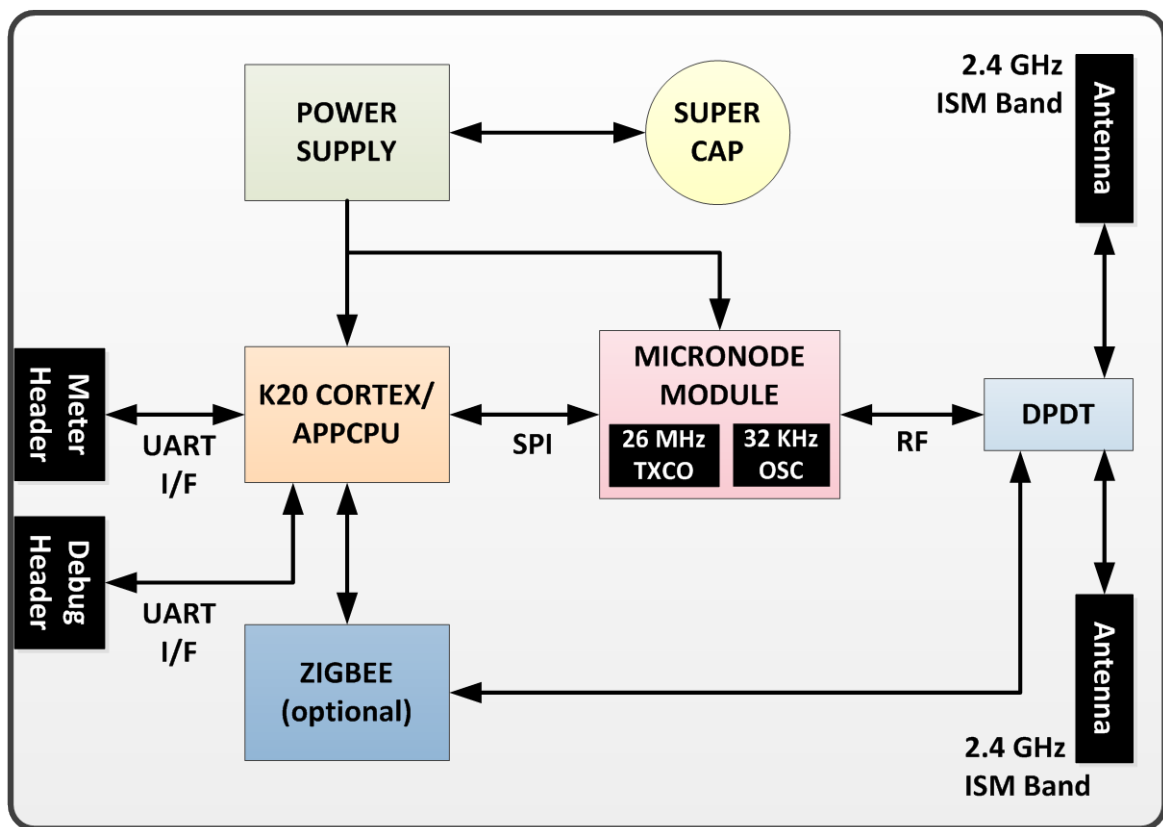 POWER
SUPPLY
SUPER
CAP
2.4 GHz
ISM Band
Antenna
Meter
Header
UART
I/F
K20 CORTEX/
APPCPU
SPI
MICRONODE
MODULE
26 MHz
TXCO
32 KHz
OSC
RF
DPDT
Debug
Header
UART
I/F
ZIGBEE
(optional)
Antenna
2.4 GHz
ISM Band